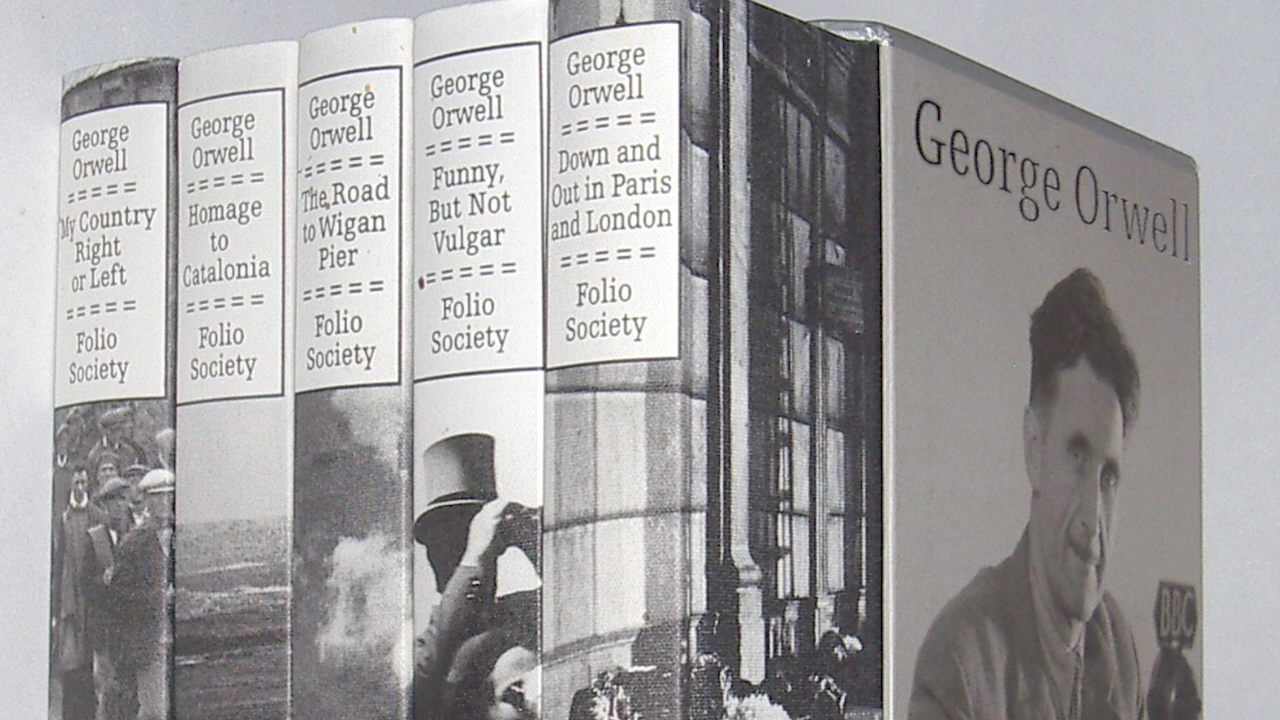 George
Orwell
=====
My Country
Right
or Left
=====
Folio
Society
George
Orwell
=====
Homage
to
Catalonia
=====
Folio
Society
George
Orwell
=====
The Road
to Wigan
Pier
=====
Folio
Society
George
Orwell
=====
Funny,
But Not
Vulgar
=====
Folio
Society
George
Orwell
=====
Down and
Out in Paris
and London
=====
Folio
Society
George Orwell
BBC